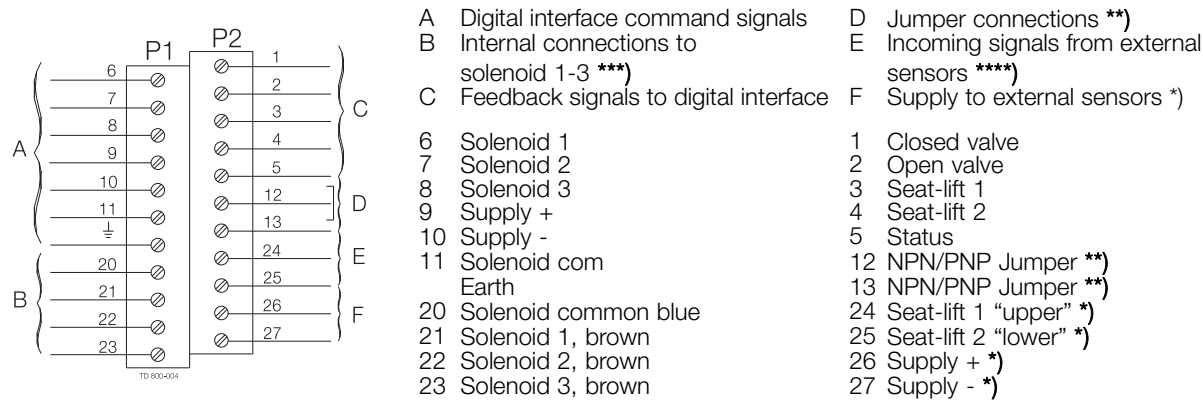 P1 P2
6
7
8
9
10
11
20
21
22
23
1
2
3
4
5
12
13
24
25
26
27
A
B
C
D
E
F
TD 800-004
A Digital interface command signals
B Internal connections to
solenoid 1-3 ***)
C Feedback signals to digital interface
6 Solenoid 1
7 Solenoid 2
8 Solenoid 3
9 Supply +
10 Supply -
11 Solenoid com
Earth
20 Solenoid common blue
21 Solenoid 1, brown
22 Solenoid 2, brown
23 Solenoid 3, brown
D Jumper connections **)
E Incoming signals from external
sensors ****)
F Supply to external sensors *)
1 Closed valve
2 Open valve
3 Seat-lift 1
4 Seat-lift 2
5 Status
12 NPN/PNP Jumper **)
13 NPN/PNP Jumper **)
24 Seat-lift 1 “upper” *)
25 Seat-lift 2 “lower” *)
26 Supply + *)
27 Supply - *)